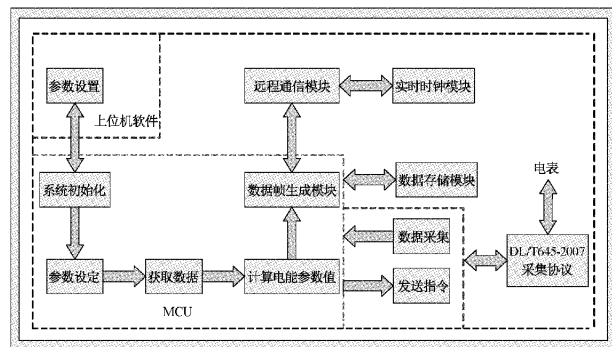 参数设置
远程通信模块
实时时钟模块
上位机软件
电表
系统初始化
数据帧生成模块
数据存储模块
数据采集
DL/T645-2007
采集协议
参数设定
获取数据
计算电能参数值
发送指令
MCU